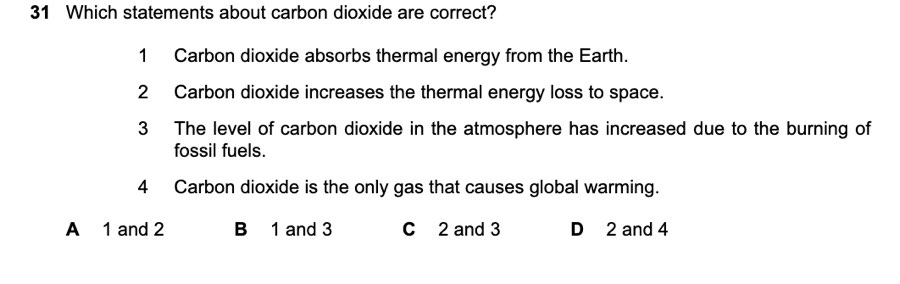 31 Which statements about carbon dioxide are correct?
1 Carbon dioxide absorbs thermal energy from the Earth.
2 Carbon dioxide increases the thermal energy loss to space.
3 The level of carbon dioxide in the atmosphere has increased due to the burning of
fossil fuels.
4 Carbon dioxide is the only gas that causes global warming.
A 1 and 2 B 1 and 3 C 2 and 3 D 2 and 4